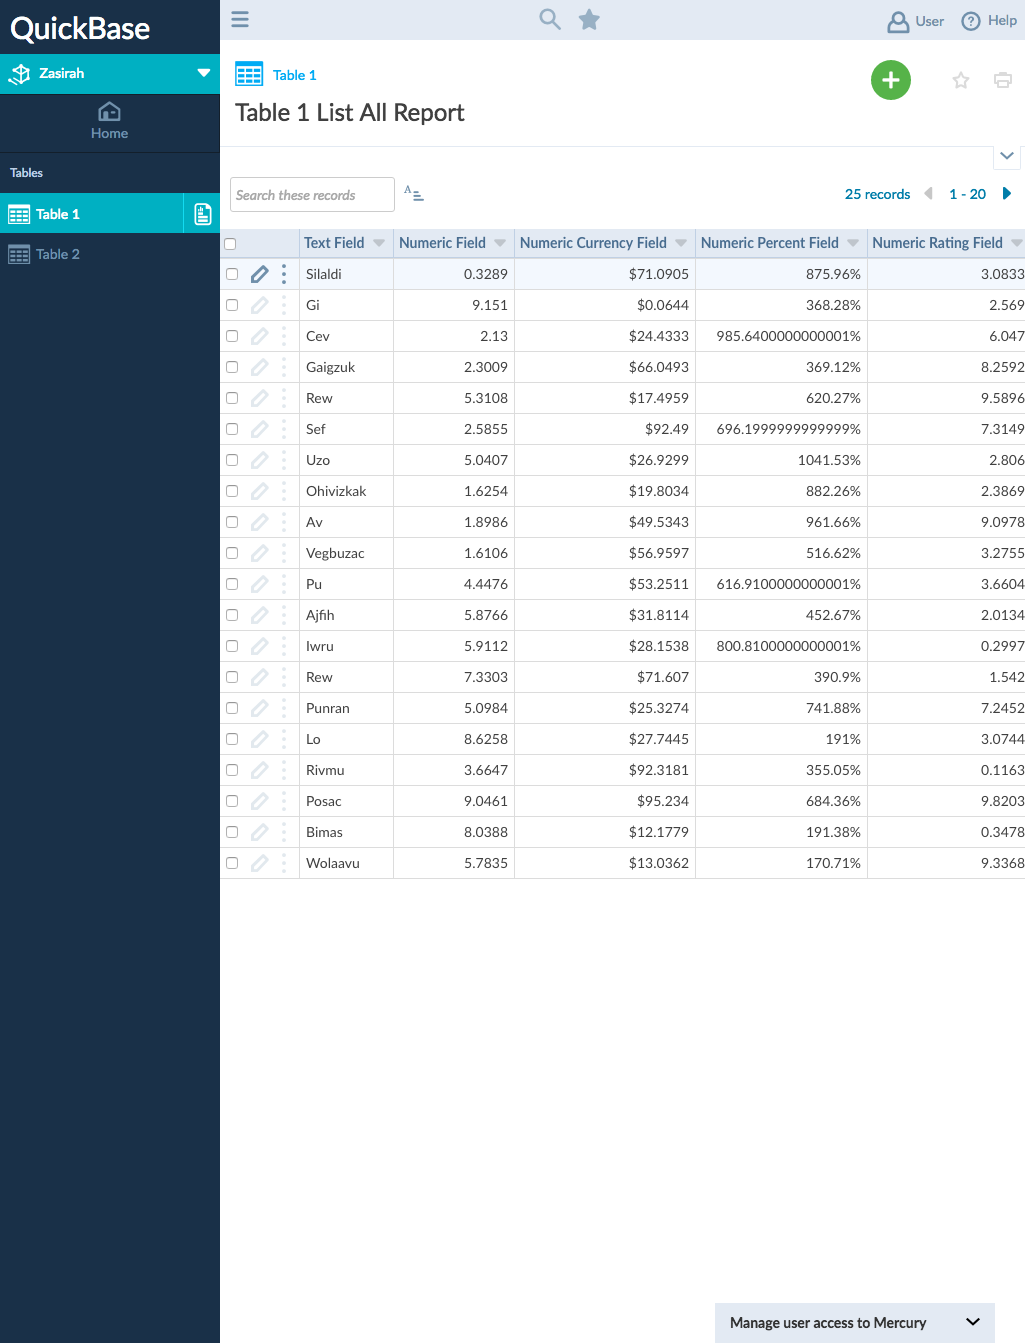 QuickBase
User Help
Zasirah
Home
Tables
Table 1
Table 2
Table 1
Table 1 List All Report
Search these records
A
25 records 1 - 20
Text Field Numeric Field Numeric Currency Field Numeric Percent Field Numeric Rating Field
Silaldi 0.3289 $71.0905 875.96% 3.0833
Gi 9.151 $0.0644 368.28% 2.569
Cev 2.13 $24.4333 985.6400000000001% 6.047
Gaigzuk 2.3009 $66.0493 369.12% 8.2592
Rew 5.3108 $17.4959 620.27% 9.5896
Sef 2.5855 $92.49 696.1999999999999% 7.3149
Uzo 5.0407 $26.9299 1041.53% 2.806
Ohivizkak 1.6254 $19.8034 882.26% 2.3869
Av 1.8986 $49.5343 961.66% 9.0978
Vegbuzac 1.6106 $56.9597 516.62% 3.2755
Pu 4.4476 $53.2511 616.9100000000001% 3.6604
Ajfih 5.8766 $31.8114 452.67% 2.0134
Iwru 5.9112 $28.1538 800.8100000000001% 0.2997
Rew 7.3303 $71.607 390.9% 1.542
Punran 5.0984 $25.3274 741.88% 7.2452
Lo 8.6258 $27.7445 191% 3.0744
Rivmu 3.6647 $92.3181 355.05% 0.1163
Posac 9.0461 $95.234 684.36% 9.8203
Bimas 8.0388 $12.1779 191.38% 0.3478
Wolaavu 5.7835 $13.0362 170.71% 9.3368
Manage user access to Mercury